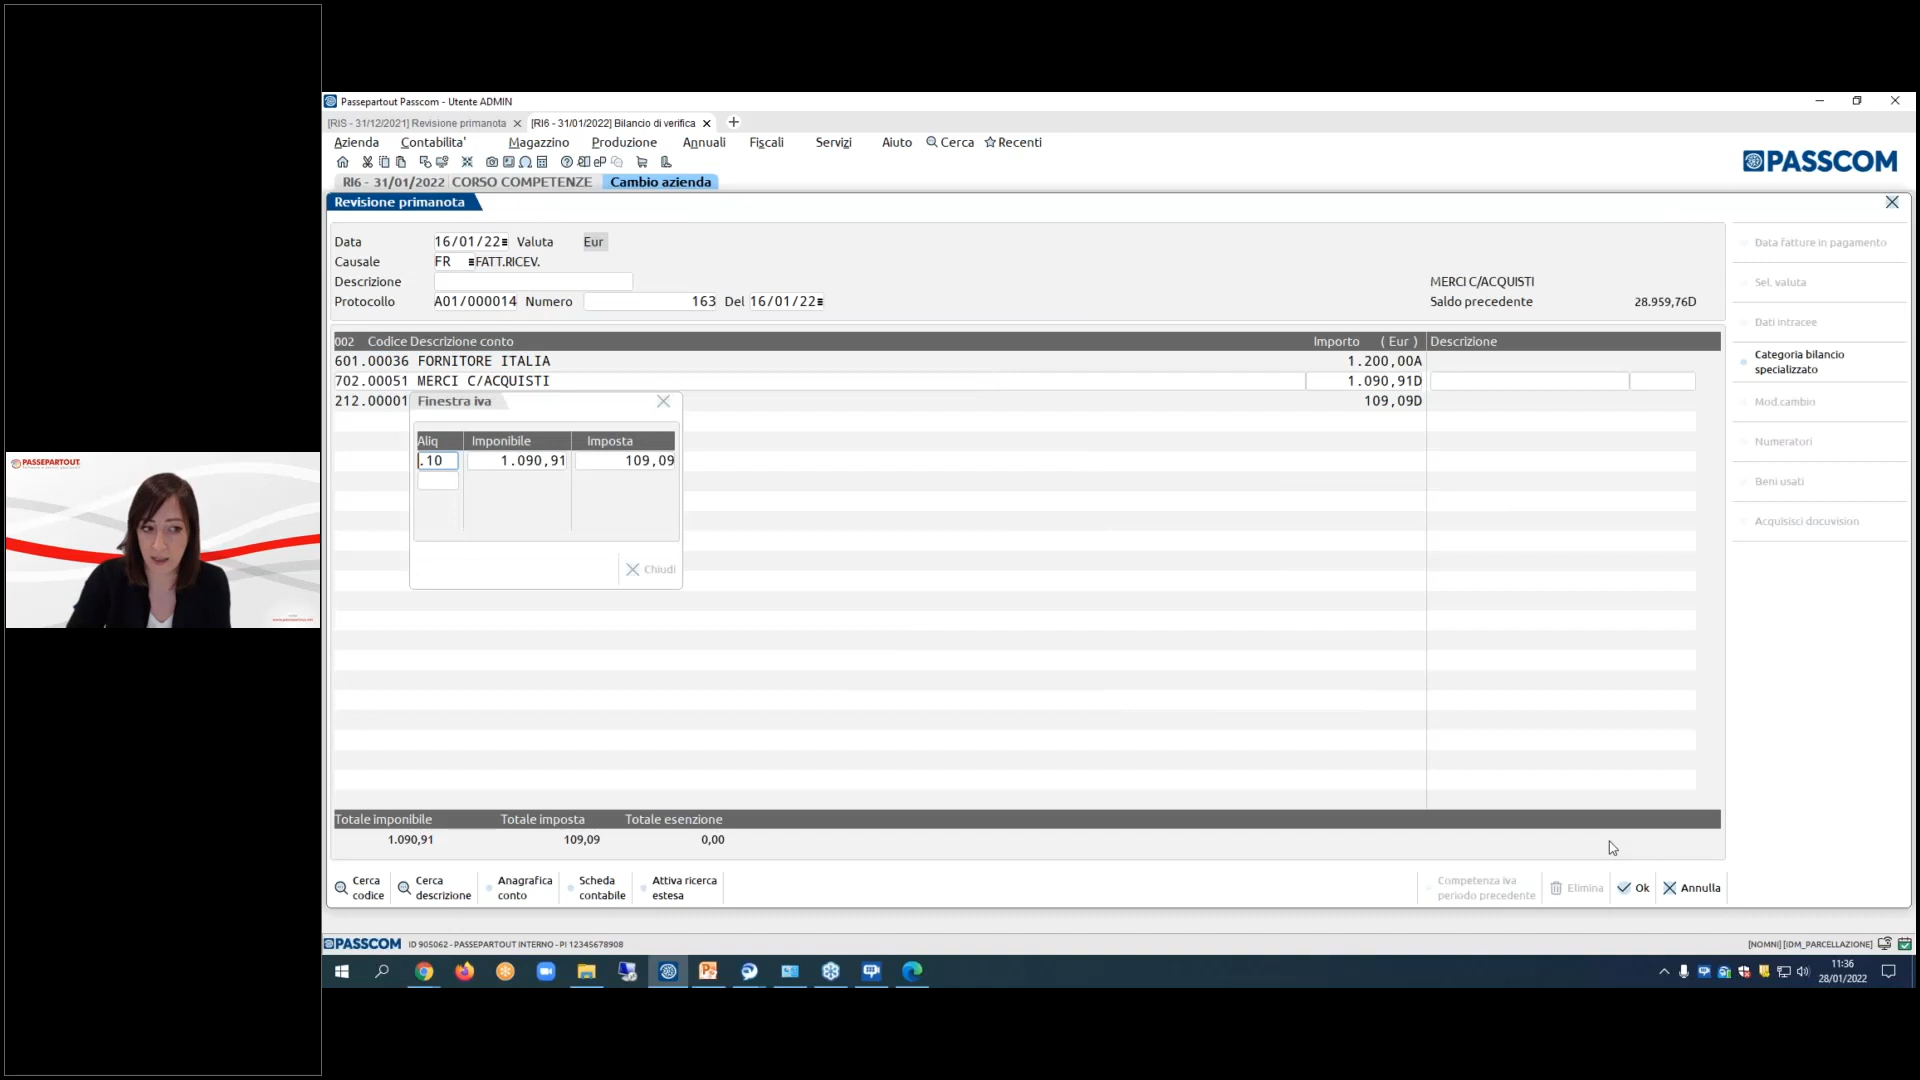 PASSEPARTOUT
Passepartout Passcom - Utente ADMIN
[RIS - 31/12/2021] Revisione primanota
[RI6 - 31/01/2022] Bilancio di verifica
Azienda Contabilita' Magazzino Produzione Annuali Fiscali Servizi Aiuto Cerca Recenti
PASSCOM
RI6 - 31/01/2022 CORSO COMPETENZE Cambio azienda
Revisione primanota
Data 16/01/22 Valuta Eur
Causale FR FATT.RICEV.
Descrizione MERCI C/ACQUISTI
Protocollo A01/000014 Numero 163 Del 16/01/22 Saldo precedente 28.959,76D
002 Codice Descrizione conto Importo ( Eur ) Descrizione
601.00036 FORNITORE ITALIA 1.200,00A
702.00051 MERCI C/ACQUISTI 1.090,91D
212.00001 109,09D
Finestra iva
Aliq Imponibile Imposta
.10 1.090,91 109,09
Chiudi
Totale imponibile Totale imposta Totale esenzione
1.090,91 109,09 0,00
Data fatture in pagamento
Sel. valuta
Dati intracee
Categoria bilancio
specializzato
Mod.cambio
Numeratori
Beni usati
Acquisisci docuvision
Cerca
codice
Cerca
descrizione
Anagrafica
conto
Scheda
contabile
Attiva ricerca
estesa
Competenza iva
periodo precedente
Elimina
Ok
Annulla
PASSCOM ID 905062 - PASSEPARTOUT INTERNO - PI 12345678908 [NOMNI] [IDM_PARCELLAZIONE]
11:36
28/01/2022